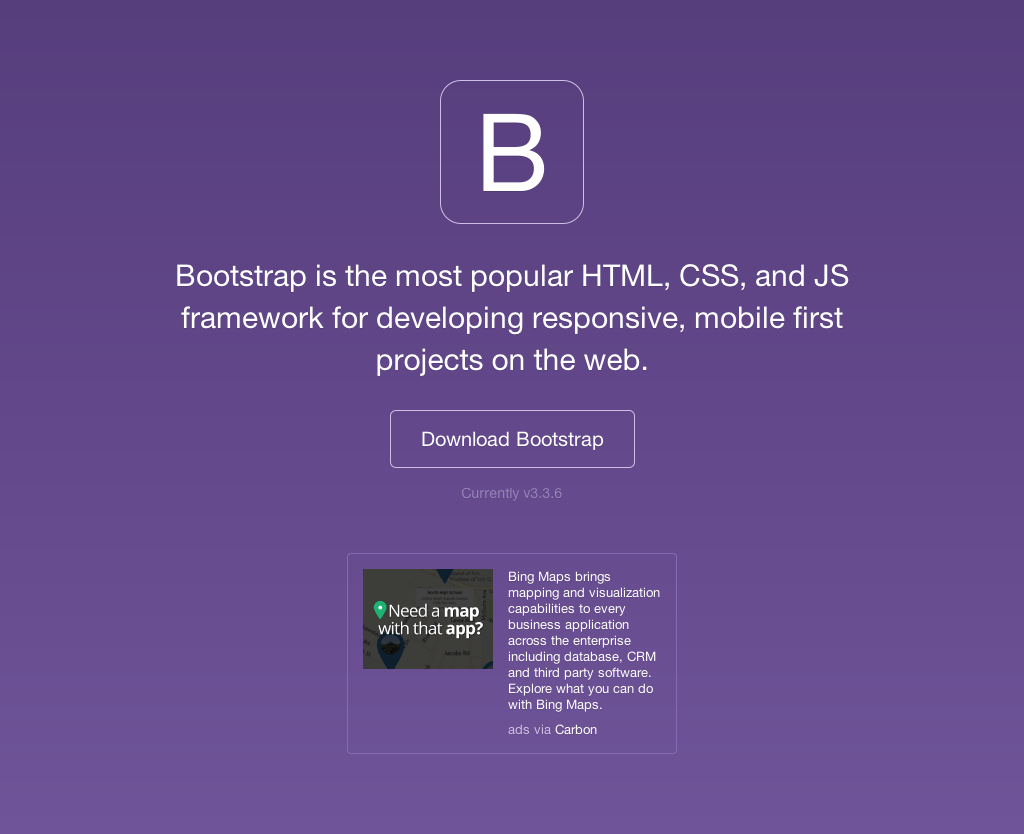 B
Bootstrap is the most popular HTML, CSS, and JS
framework for developing responsive, mobile first
projects on the web.
Download Bootstrap
Currently v3.3.6
Need a map
with that app?
Bing Maps brings
mapping and visualization
capabilities to every
business application
across the enterprise
including database, CRM
and third party software.
Explore what you can do
with Bing Maps.
ads via Carbon